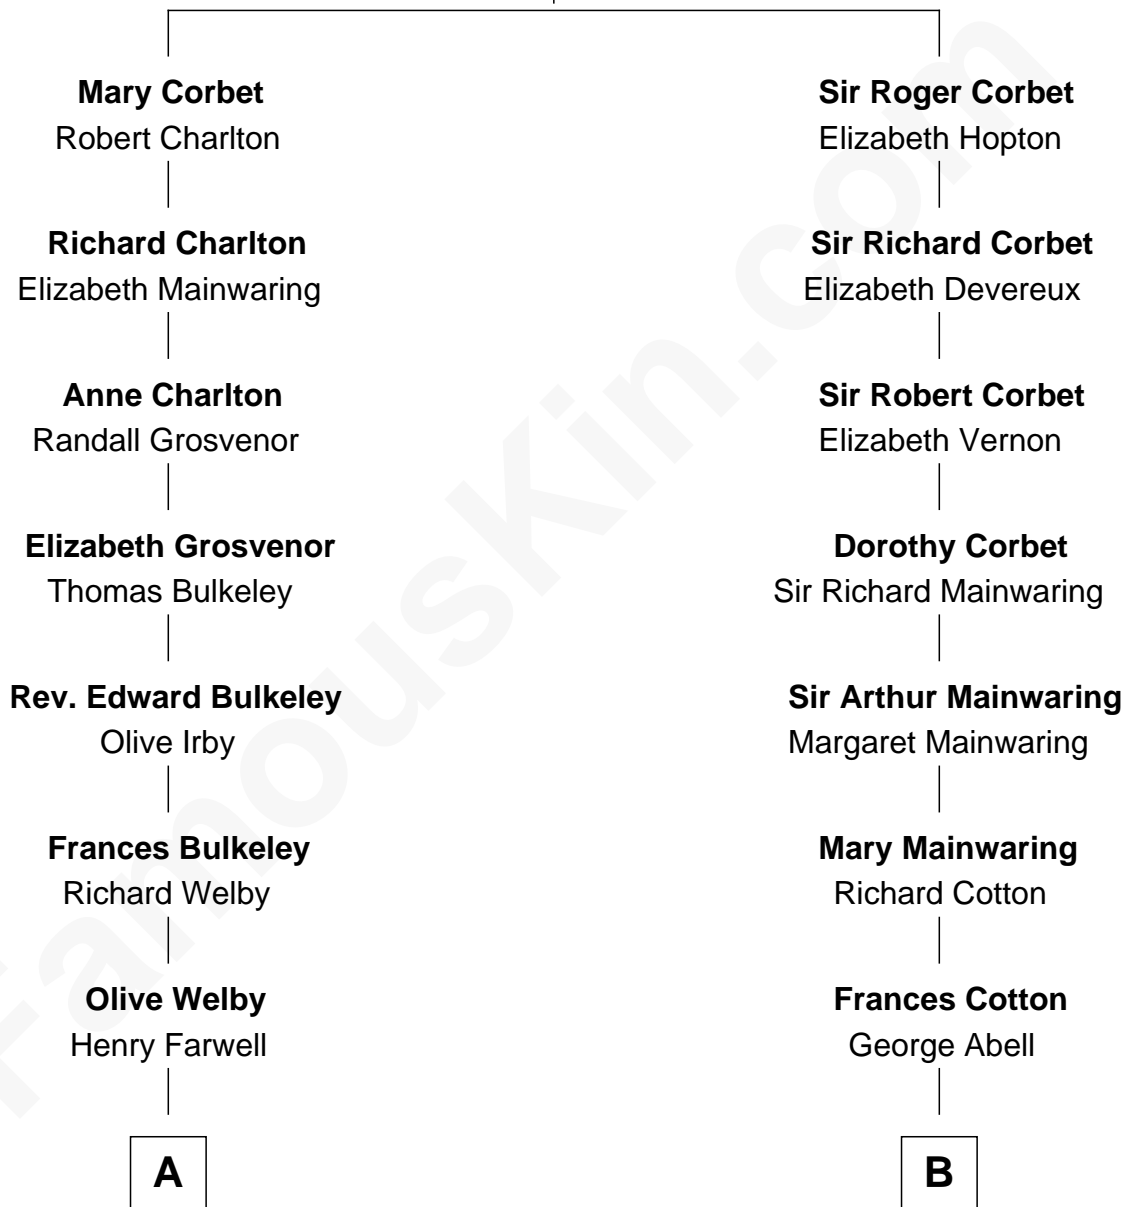 Mary Corbet
Robert Charlton
Richard Charlton
Elizabeth Mainwaring
Anne Charlton
Randall Grosvenor
Elizabeth Grosvenor
Thomas Bulkeley
Rev. Edward Bulkeley
Olive Irby
Frances Bulkeley
Richard Welby
Olive Welby
Henry Farwell
A
Sir Roger Corbet
Elizabeth Hopton
Sir Richard Corbet
Elizabeth Devereux
Sir Robert Corbet
Elizabeth Vernon
Dorothy Corbet
Sir Richard Mainwaring
Sir Arthur Mainwaring
Margaret Mainwaring
Mary Mainwaring
Richard Cotton
Frances Cotton
George Abell
B
FamousKin.com